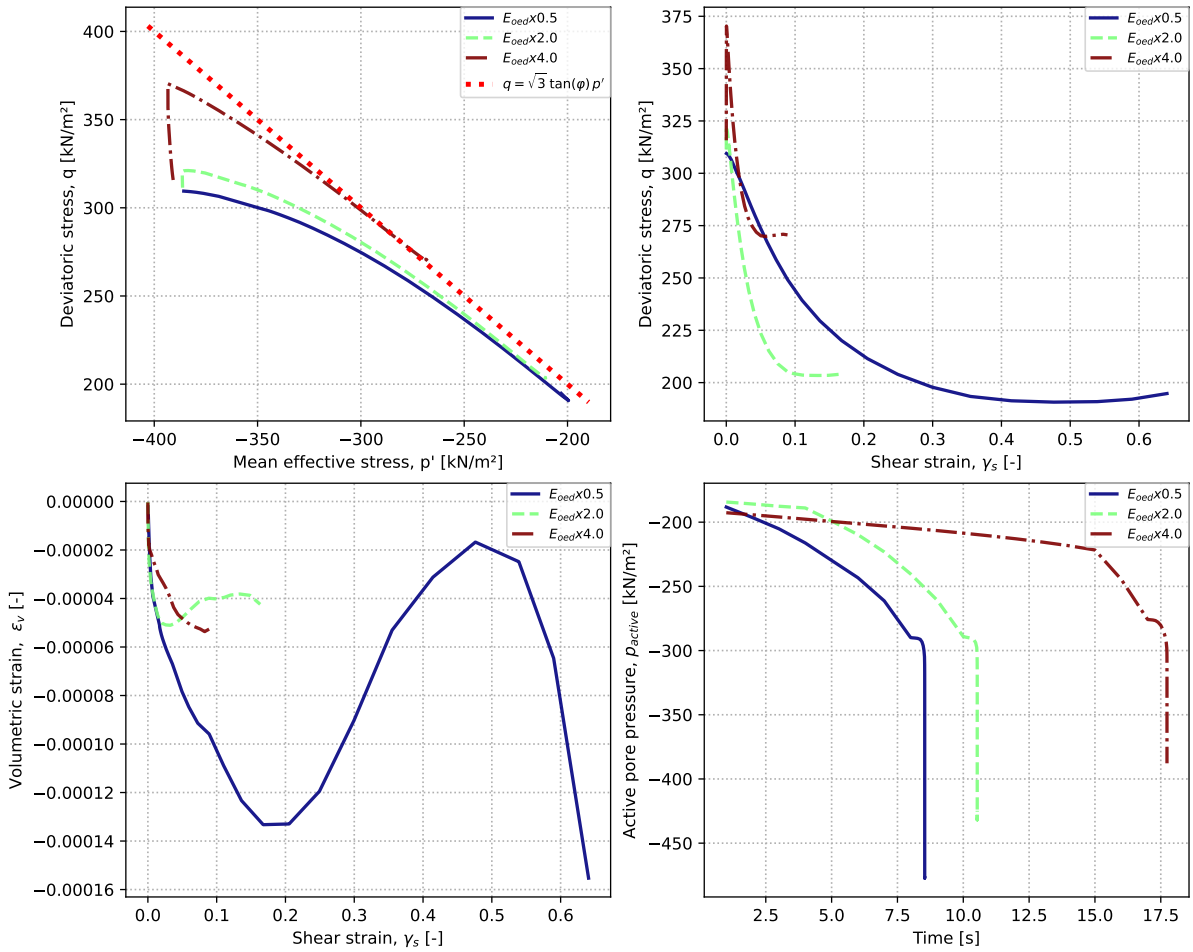 400
350
300
250
200
Deviatoric stress, q [kN/m²]
−400
−350
−300
−250
−200
Mean effective stress, p' [kN/m²]
E_oed x0.5
E_oed x2.0
E_oed x4.0
q = √3 tan(φ) p′
375
350
325
300
275
250
225
200
Deviatoric stress, q [kN/m²]
0.0
0.1
0.2
0.3
0.4
0.5
0.6
Shear strain, γ_s [-]
E_oed x0.5
E_oed x2.0
E_oed x4.0
0.00000
−0.00002
−0.00004
−0.00006
−0.00008
−0.00010
−0.00012
−0.00014
−0.00016
Volumetric strain, ε_v [-]
0.0
0.1
0.2
0.3
0.4
0.5
0.6
Shear strain, γ_s [-]
E_oed x0.5
E_oed x2.0
E_oed x4.0
−200
−250
−300
−350
−400
−450
Active pore pressure, p_active [kN/m²]
2.5
5.0
7.5
10.0
12.5
15.0
17.5
Time [s]
E_oed x0.5
E_oed x2.0
E_oed x4.0